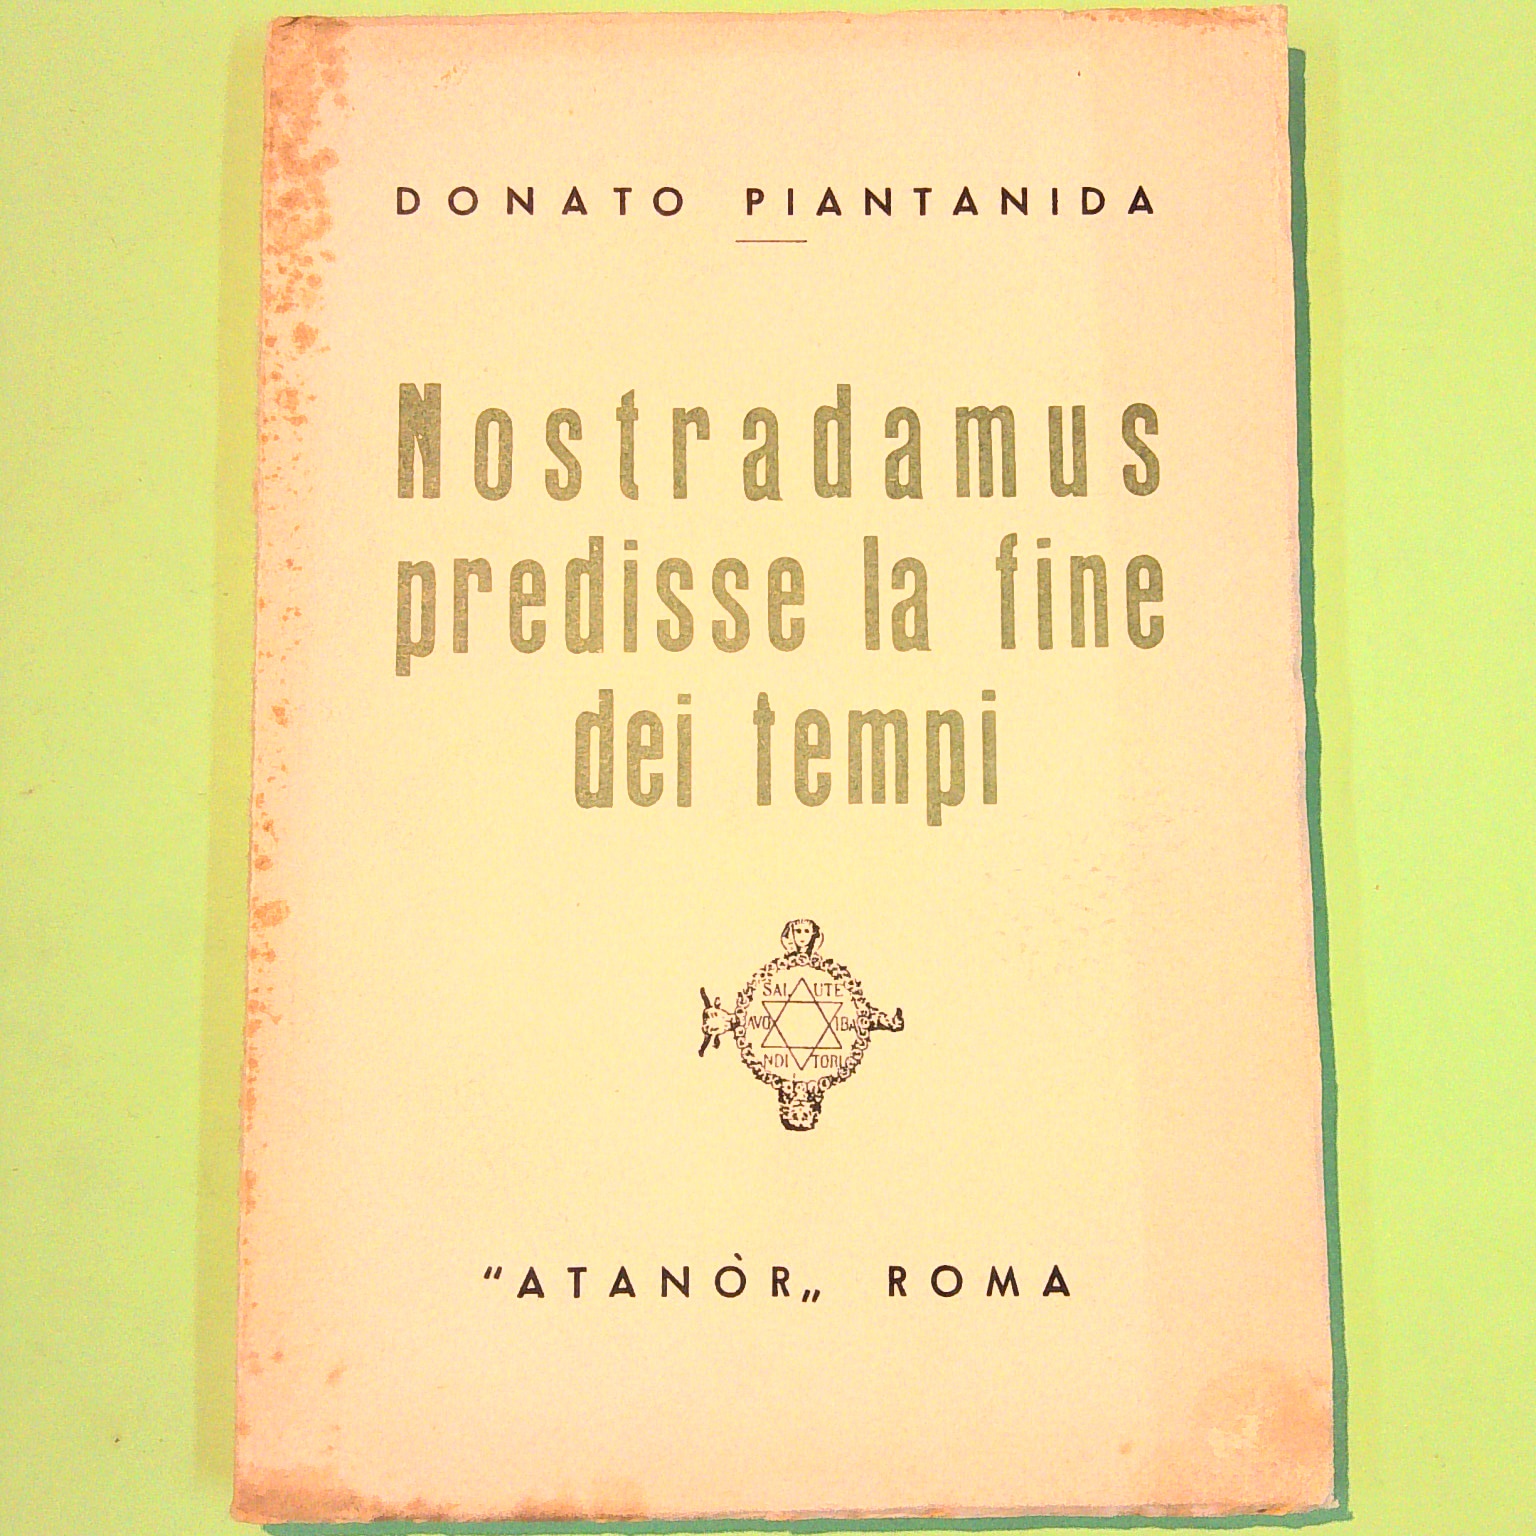 DONATO PIANTANIDA
Nostradamus
predisse la fine
dei tempi
SAL UTE
AVO IBA
NDI TORI
"ATANÒR„ ROMA